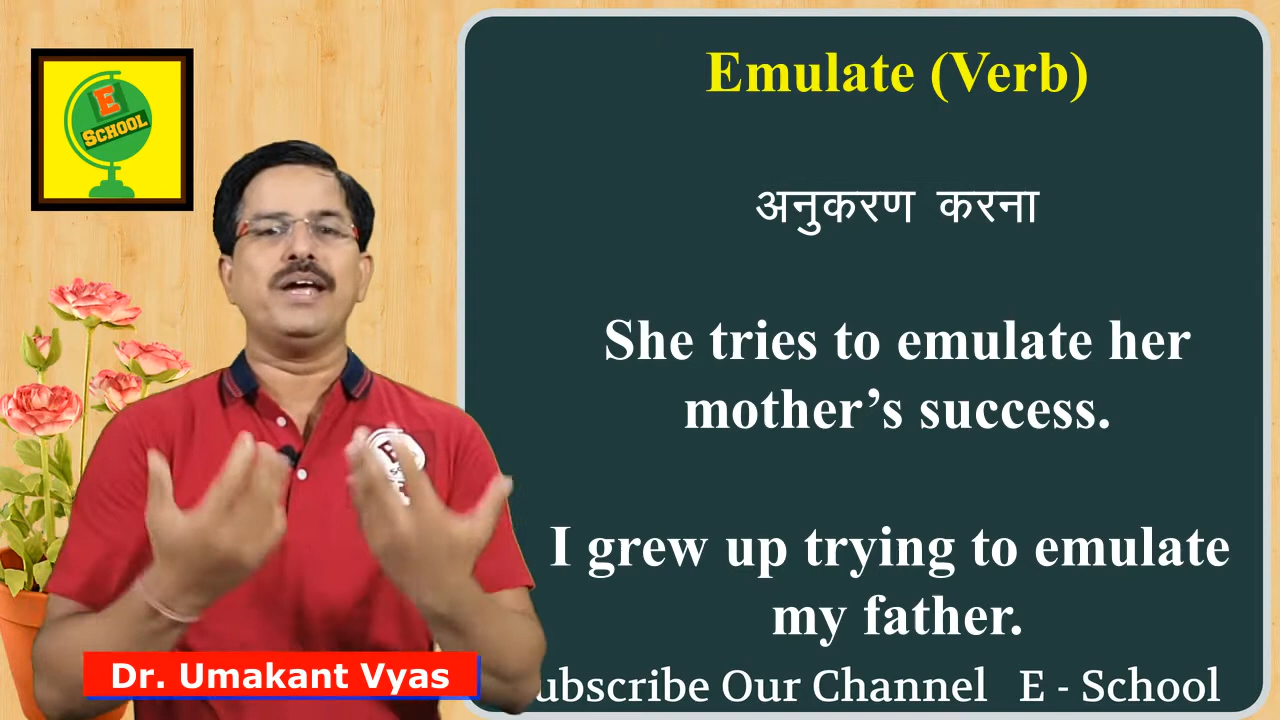 E
SCHOOL
Emulate (Verb)
अनुकरण करना
She tries to emulate her
mother’s success.
I grew up trying to emulate
my father.
Dr. Umakant Vyas
Our Channel E - School